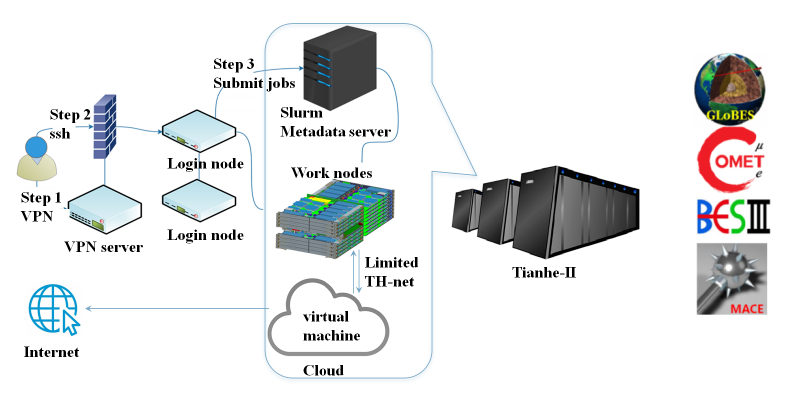 Step 3
Submit jobs
Step 2
ssh
Slurm
Metadata server
GLoBES
Login node
Work nodes
COMET
μ
e
Step 1
VPN
VPN server
Login node
BESIII
Limited
TH-net
Tianhe-II
virtual
machine
MACE
Internet
Cloud